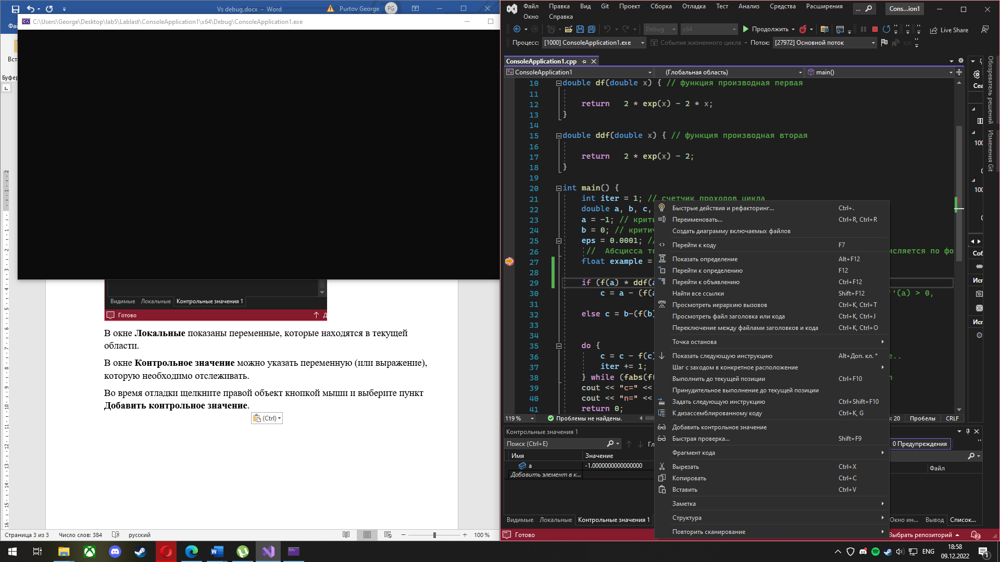 Vs debug.docx - Word
Purtov George
PG
C:\Users\George\Desktop\lab5\Lablast\ConsoleApplication1\x64\Debug\ConsoleApplication1.exe
Видимые Локальные Контрольные значения 1
Готово
В окне Локальные показаны переменные, которые находятся в текущей
области.
В окне Контрольное значение можно указать переменную (или выражение),
которую необходимо отслеживать.
Во время отладки щелкните правой объект кнопкой мыши и выберите пункт
Добавить контрольное значение.
(Ctrl)
Страница 3 из 3 Число слов: 384 русский 100 %
Файл Правка Вид Git Проект Сборка Отладка Тест Анализ Средства Расширения
Окно Справка
... Cons...ion1
Debug x64 Продолжить Live Share
Процесс: [1000] ConsoleApplication1.exe События жизненного цикла Поток: [27972] Основной поток
ConsoleApplication1.cpp
ConsoleApplication1 (Глобальная область) main()
10 double df(double x) { // функция производная первая
11
12 return 2 * exp(x) - 2 * x;
13 }
14
15 double ddf(double x) { // функция производная вторая
16
17 return 2 * exp(x) - 2;
18 }
19
20 int main() {
21 int iter = 1; // счетчик проходов цикла
22 double a, b, c,
23 a = -1; // крит
24 b = 0; // крити
25 eps = 0.0001; //
26 // Абсцисса то исляется по фо
27 float example =
28
29 if (f(a) * ddf(a
30 c = a - (f(a ''(a) > 0,
31
32 else c = b-(f(b)
33
34
35 do {
36 c = c - f(c) е..
37 iter += 1;
38 } while (fabs(f(
39 cout << "c=" <<
40 cout << "n=" <<
41 return 0;
Быстрые действия и рефакторинг... Ctrl+.
Переименовать... Ctrl+R, Ctrl+R
Создать диаграмму включаемых файлов
Перейти к коду F7
Показать определение Alt+F12
Перейти к определению F12
Перейти к объявлению Ctrl+F12
Найти все ссылки Shift+F12
Просмотреть иерархию вызовов Ctrl+K, Ctrl+T
Просмотреть файл заголовка или кода Ctrl+K, Ctrl+J
Переключение между файлами заголовков и кода Ctrl+K, Ctrl+O
Точка останова
Показать следующую инструкцию Alt+Доп. кл. *
Шаг с заходом в конкретное расположение
Выполнить до текущей позиции Ctrl+F10
Принудительное выполнение до текущей позиции
Задать следующую инструкцию Ctrl+Shift+F10
К дизассемблированному коду Ctrl+K, G
Добавить контрольное значение
Быстрая проверка... Shift+F9
Фрагмент кода
Вырезать Ctrl+X
Копировать Ctrl+C
Вставить Ctrl+V
Заметка
Структура
Повторить сканирование
119 % Проблемы не найдены. : 20 Пробелы CRLF
Контрольные значения 1
Поиск (Ctrl+E)
0 Предупреждения
Имя Значение
a -1.0000000000000000
Добавить элемент в к...
Файл
Видимые Локальные Контрольные значения 1
Окно ин... Вывод Список...
Готово
Выбрать репозиторий 2
Обозреватель решений
Изменения Git
ENG
18:58
09.12.2022
1